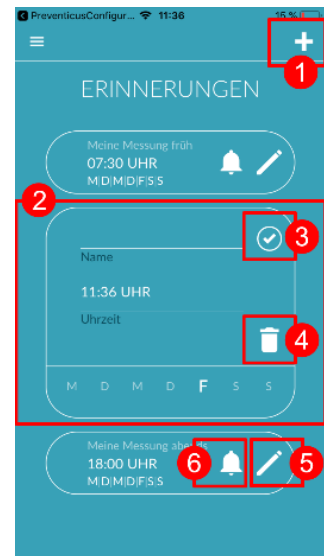 PreventicusConfigur... 11:36 15 %
1
ERINNERUNGEN
Meine Messung früh
07:30 UHR
M|D|M|D|F|S|S
2
3
Name
11:36 UHR
Uhrzeit
4
M D M D F S S
Meine Messung abends
18:00 UHR
6
5
M|D|M|D|F|S|S